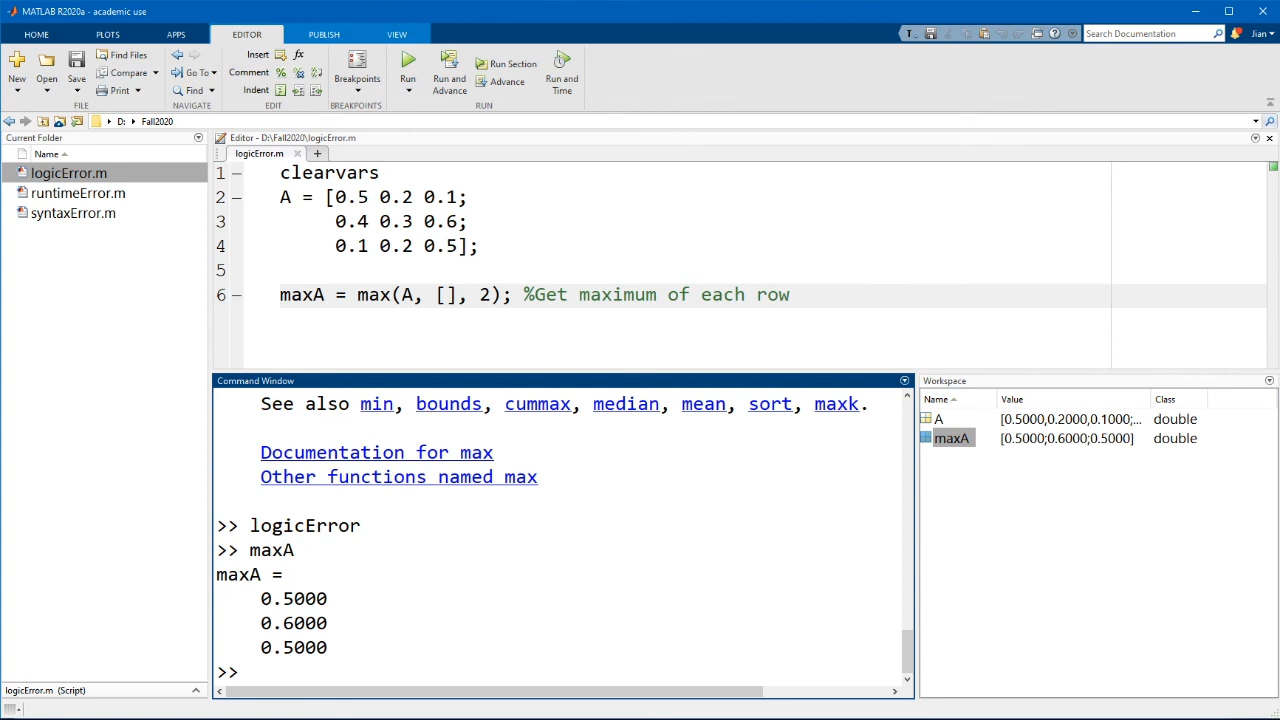 MATLAB R2020a - academic use
HOME PLOTS APPS EDITOR PUBLISH VIEW
Search Documentation
Jian
New
Open
Save
Find Files
Compare
Print
FILE
Go To
Find
NAVIGATE
Insert fx
Comment %
Indent
EDIT
Breakpoints
BREAKPOINTS
Run
Run and Advance
Run Section
Advance
Run and Time
RUN
D: Fall2020
Current Folder
Name
logicError.m
runtimeError.m
syntaxError.m
logicError.m (Script)
Editor - D:\Fall2020\logicError.m
logicError.m
1 clearvars
2 A = [0.5 0.2 0.1;
3 0.4 0.3 0.6;
4 0.1 0.2 0.5];
5
6 maxA = max(A, [], 2); %Get maximum of each row
Command Window
See also min, bounds, cummax, median, mean, sort, maxk.
Documentation for max
Other functions named max
>> logicError
>> maxA
maxA =
0.5000
0.6000
0.5000
>>
Workspace
Name Value Class
A [0.5000,0.2000,0.1000;... double
maxA [0.5000;0.6000;0.5000] double